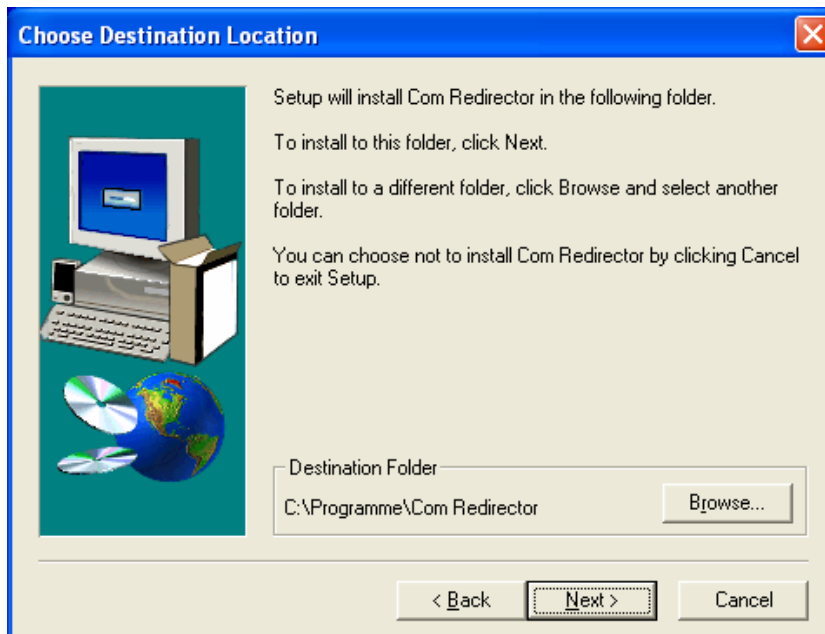 Choose Destination Location
Setup will install Com Redirector in the following folder.
To install to this folder, click Next.
To install to a different folder, click Browse and select another
folder.
You can choose not to install Com Redirector by clicking Cancel
to exit Setup.
Destination Folder
C:\Programme\Com Redirector
Browse...
< Back
Next >
Cancel